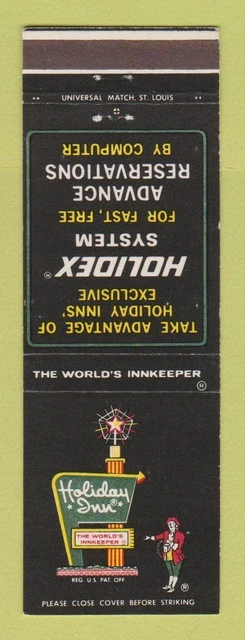 UNIVERSAL MATCH, ST. LOUIS
TAKE ADVANTAGE OF
HOLIDAY INNS'
EXCLUSIVE
HOLIDEX®
SYSTEM
FOR FAST, FREE
ADVANCE
RESERVATIONS
BY COMPUTER
THE WORLD'S INNKEEPER
®
Holiday
Inn®
THE WORLD'S
INNKEEPER
REG. U.S. PAT. OFF
®
PLEASE CLOSE COVER BEFORE STRIKING